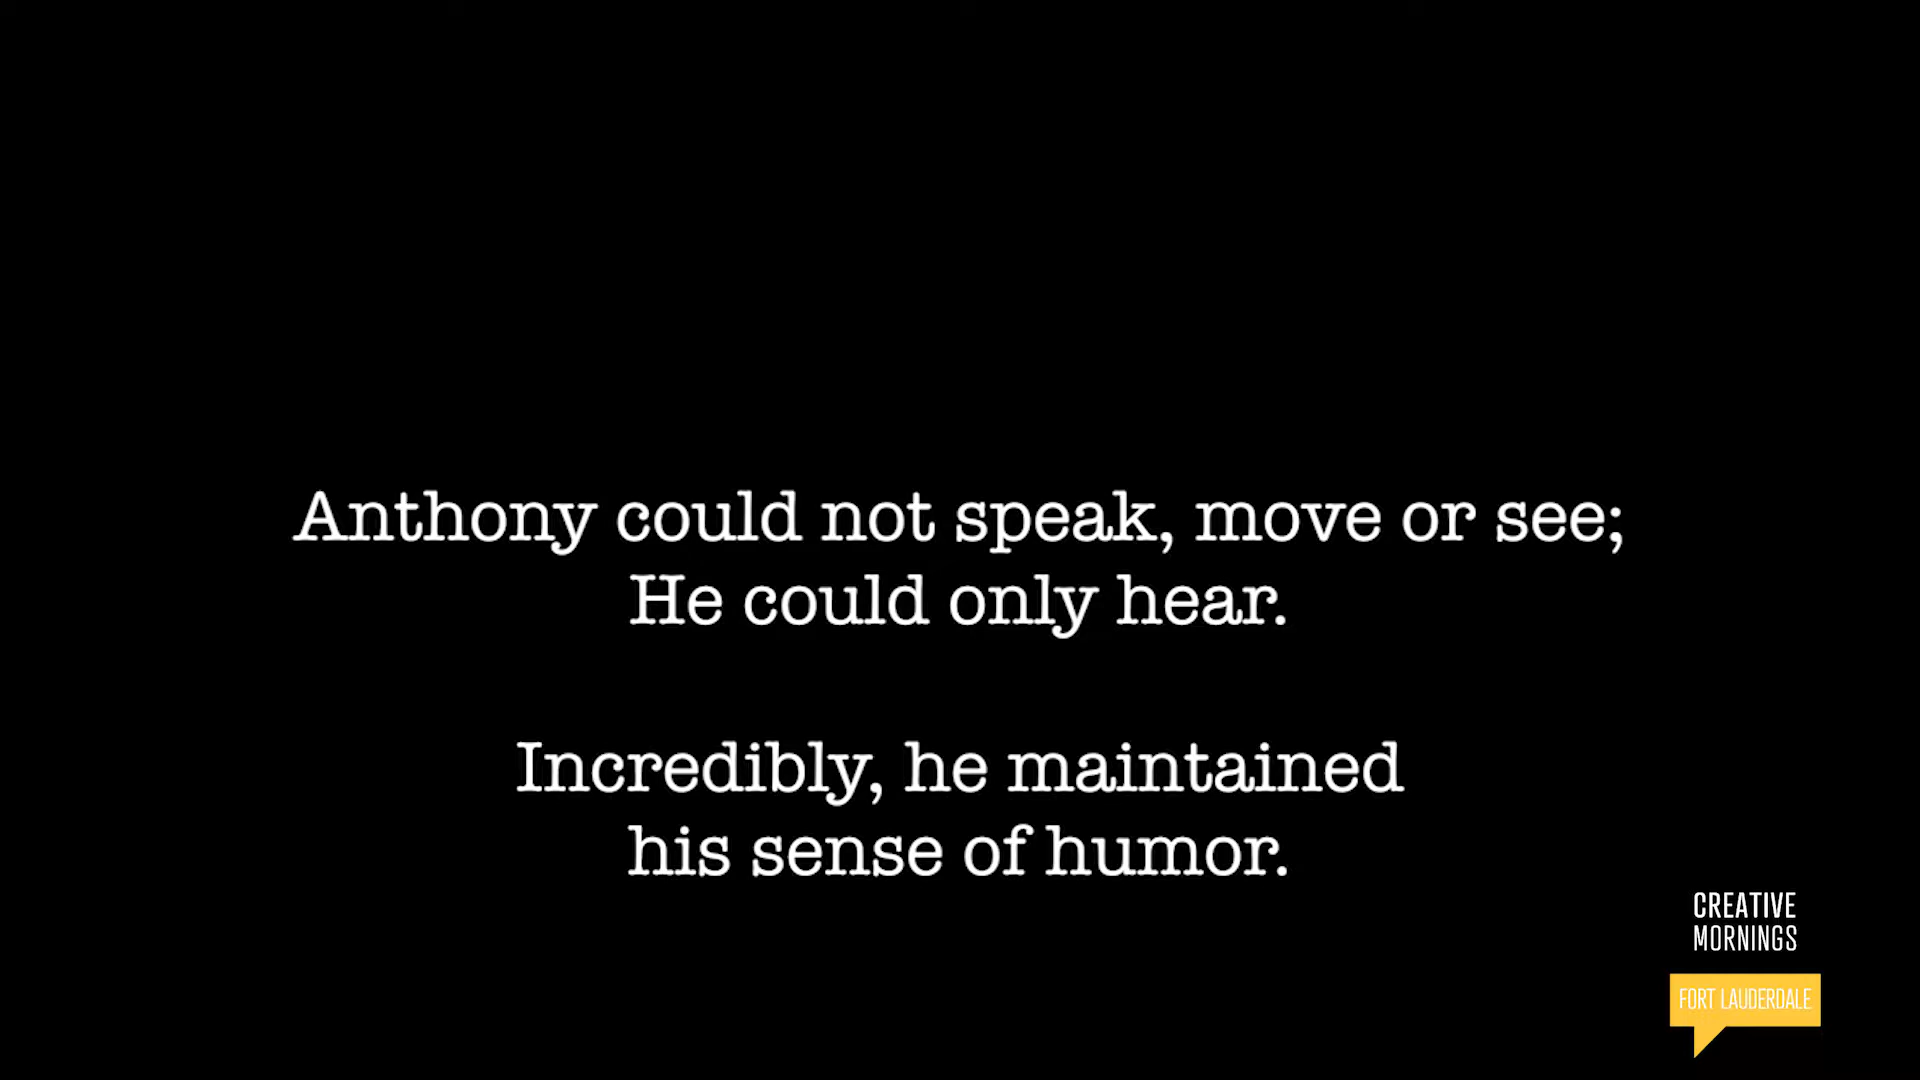 Anthony could not speak, move or see;
He could only hear.
Incredibly, he maintained
his sense of humor.
CREATIVE
MORNINGS
FORT LAUDERDALE